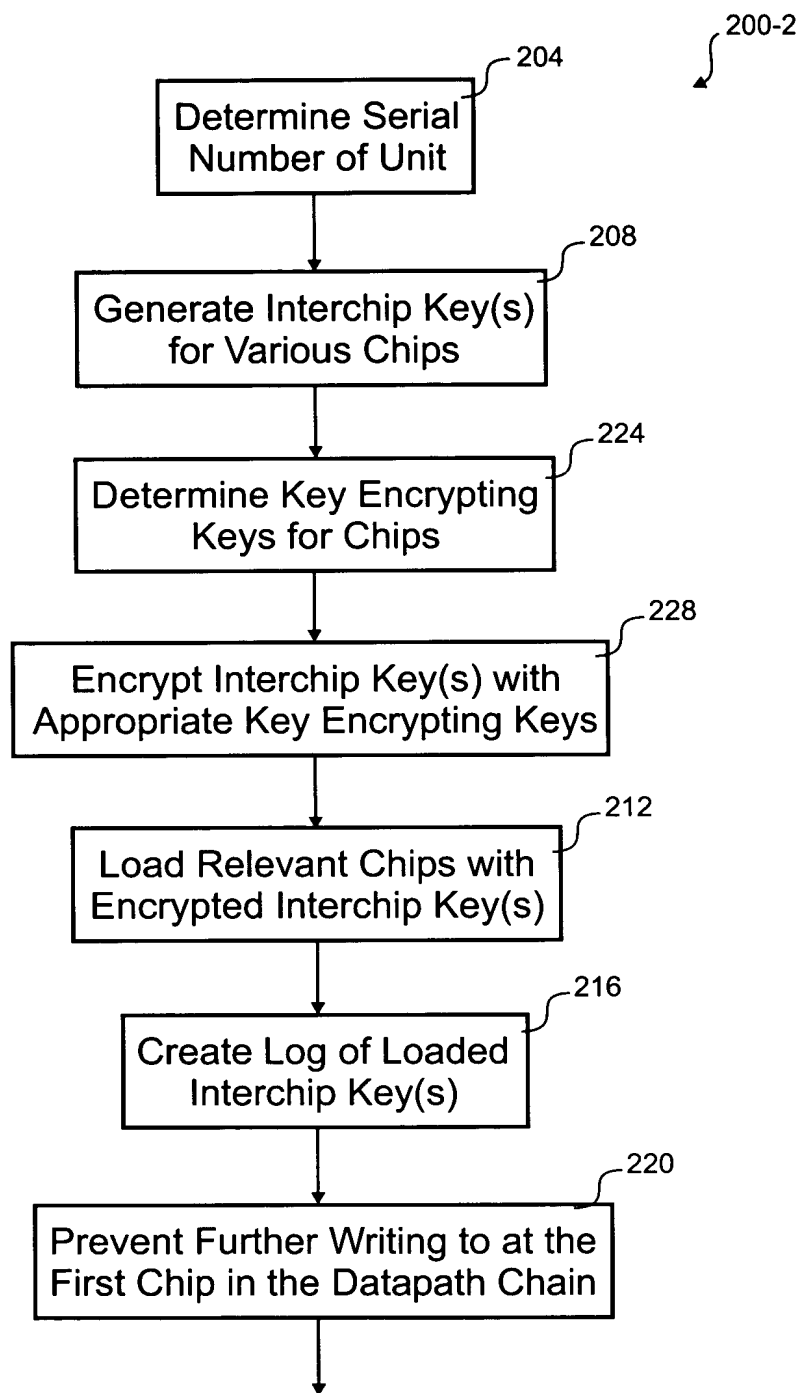 200-2
204
Determine Serial
Number of Unit
208
Generate Interchip Key(s)
for Various Chips
224
Determine Key Encrypting
Keys for Chips
228
Encrypt Interchip Key(s) with
Appropriate Key Encrypting Keys
212
Load Relevant Chips with
Encrypted Interchip Key(s)
216
Create Log of Loaded
Interchip Key(s)
220
Prevent Further Writing to at the
First Chip in the Datapath Chain